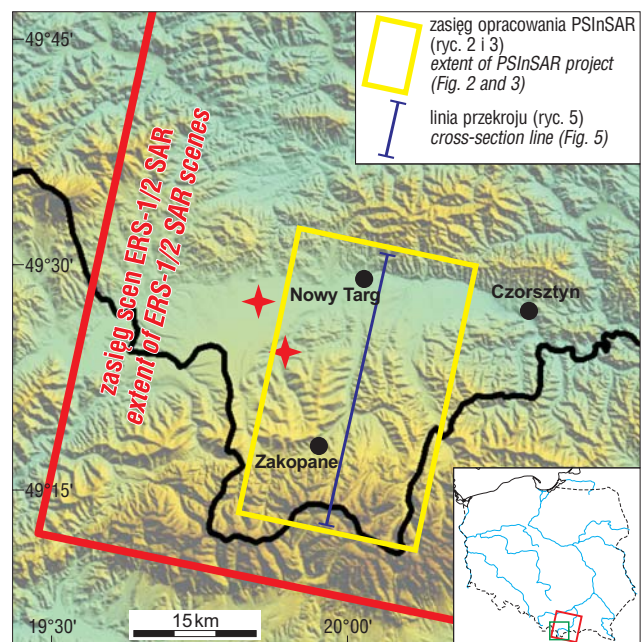 49°45'
zasięg opracowania PSInSAR
(ryc. 2 i 3)
extent of PSInSAR project
(Fig. 2 and 3)
linia przekroju (ryc. 5)
cross-section line (Fig. 5)
zasięg scen ERS-1/2 SAR
extent of ERS-1/2 SAR scenes
49°30'
Nowy Targ
Czorsztyn
Zakopane
49°15'
15 km
19°30'
20°00'